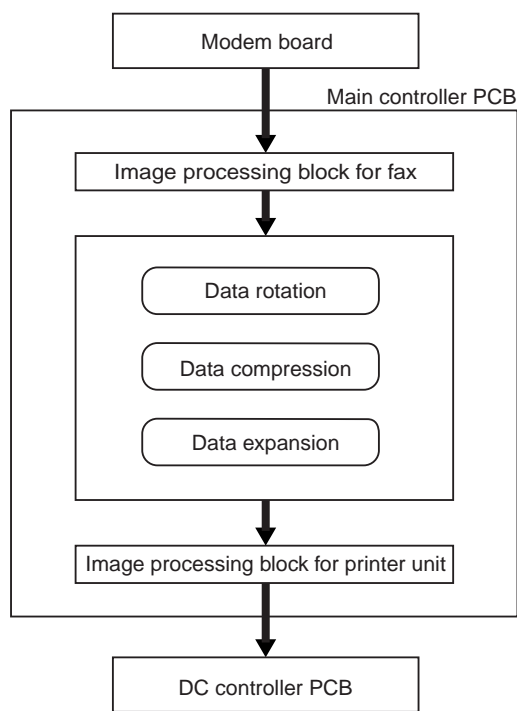 Modem board
Main controller PCB
Image processing block for fax
Data rotation
Data compression
Data expansion
Image processing block for printer unit
DC controller PCB